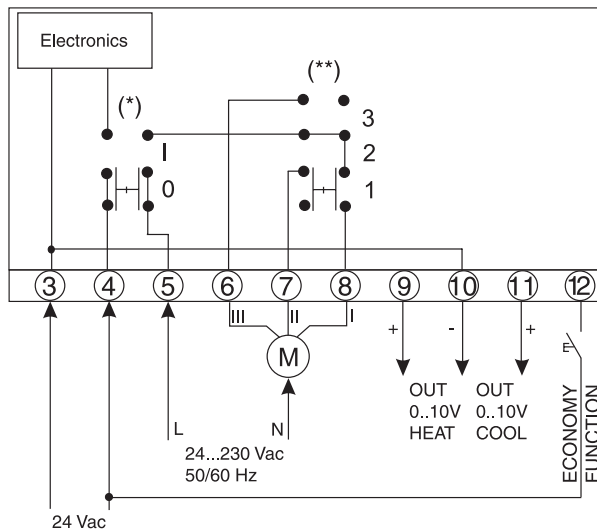 Electronics
(*)
(**)
3
I
2
0
1
3
4
5
6
7
8
9
10
11
12
III
II
I
M
+
-
+
L
N
OUT
0..10V
HEAT
OUT
0..10V
COOL
ECONOMY
FUNCTION
24...230 Vac
50/60 Hz
24 Vac